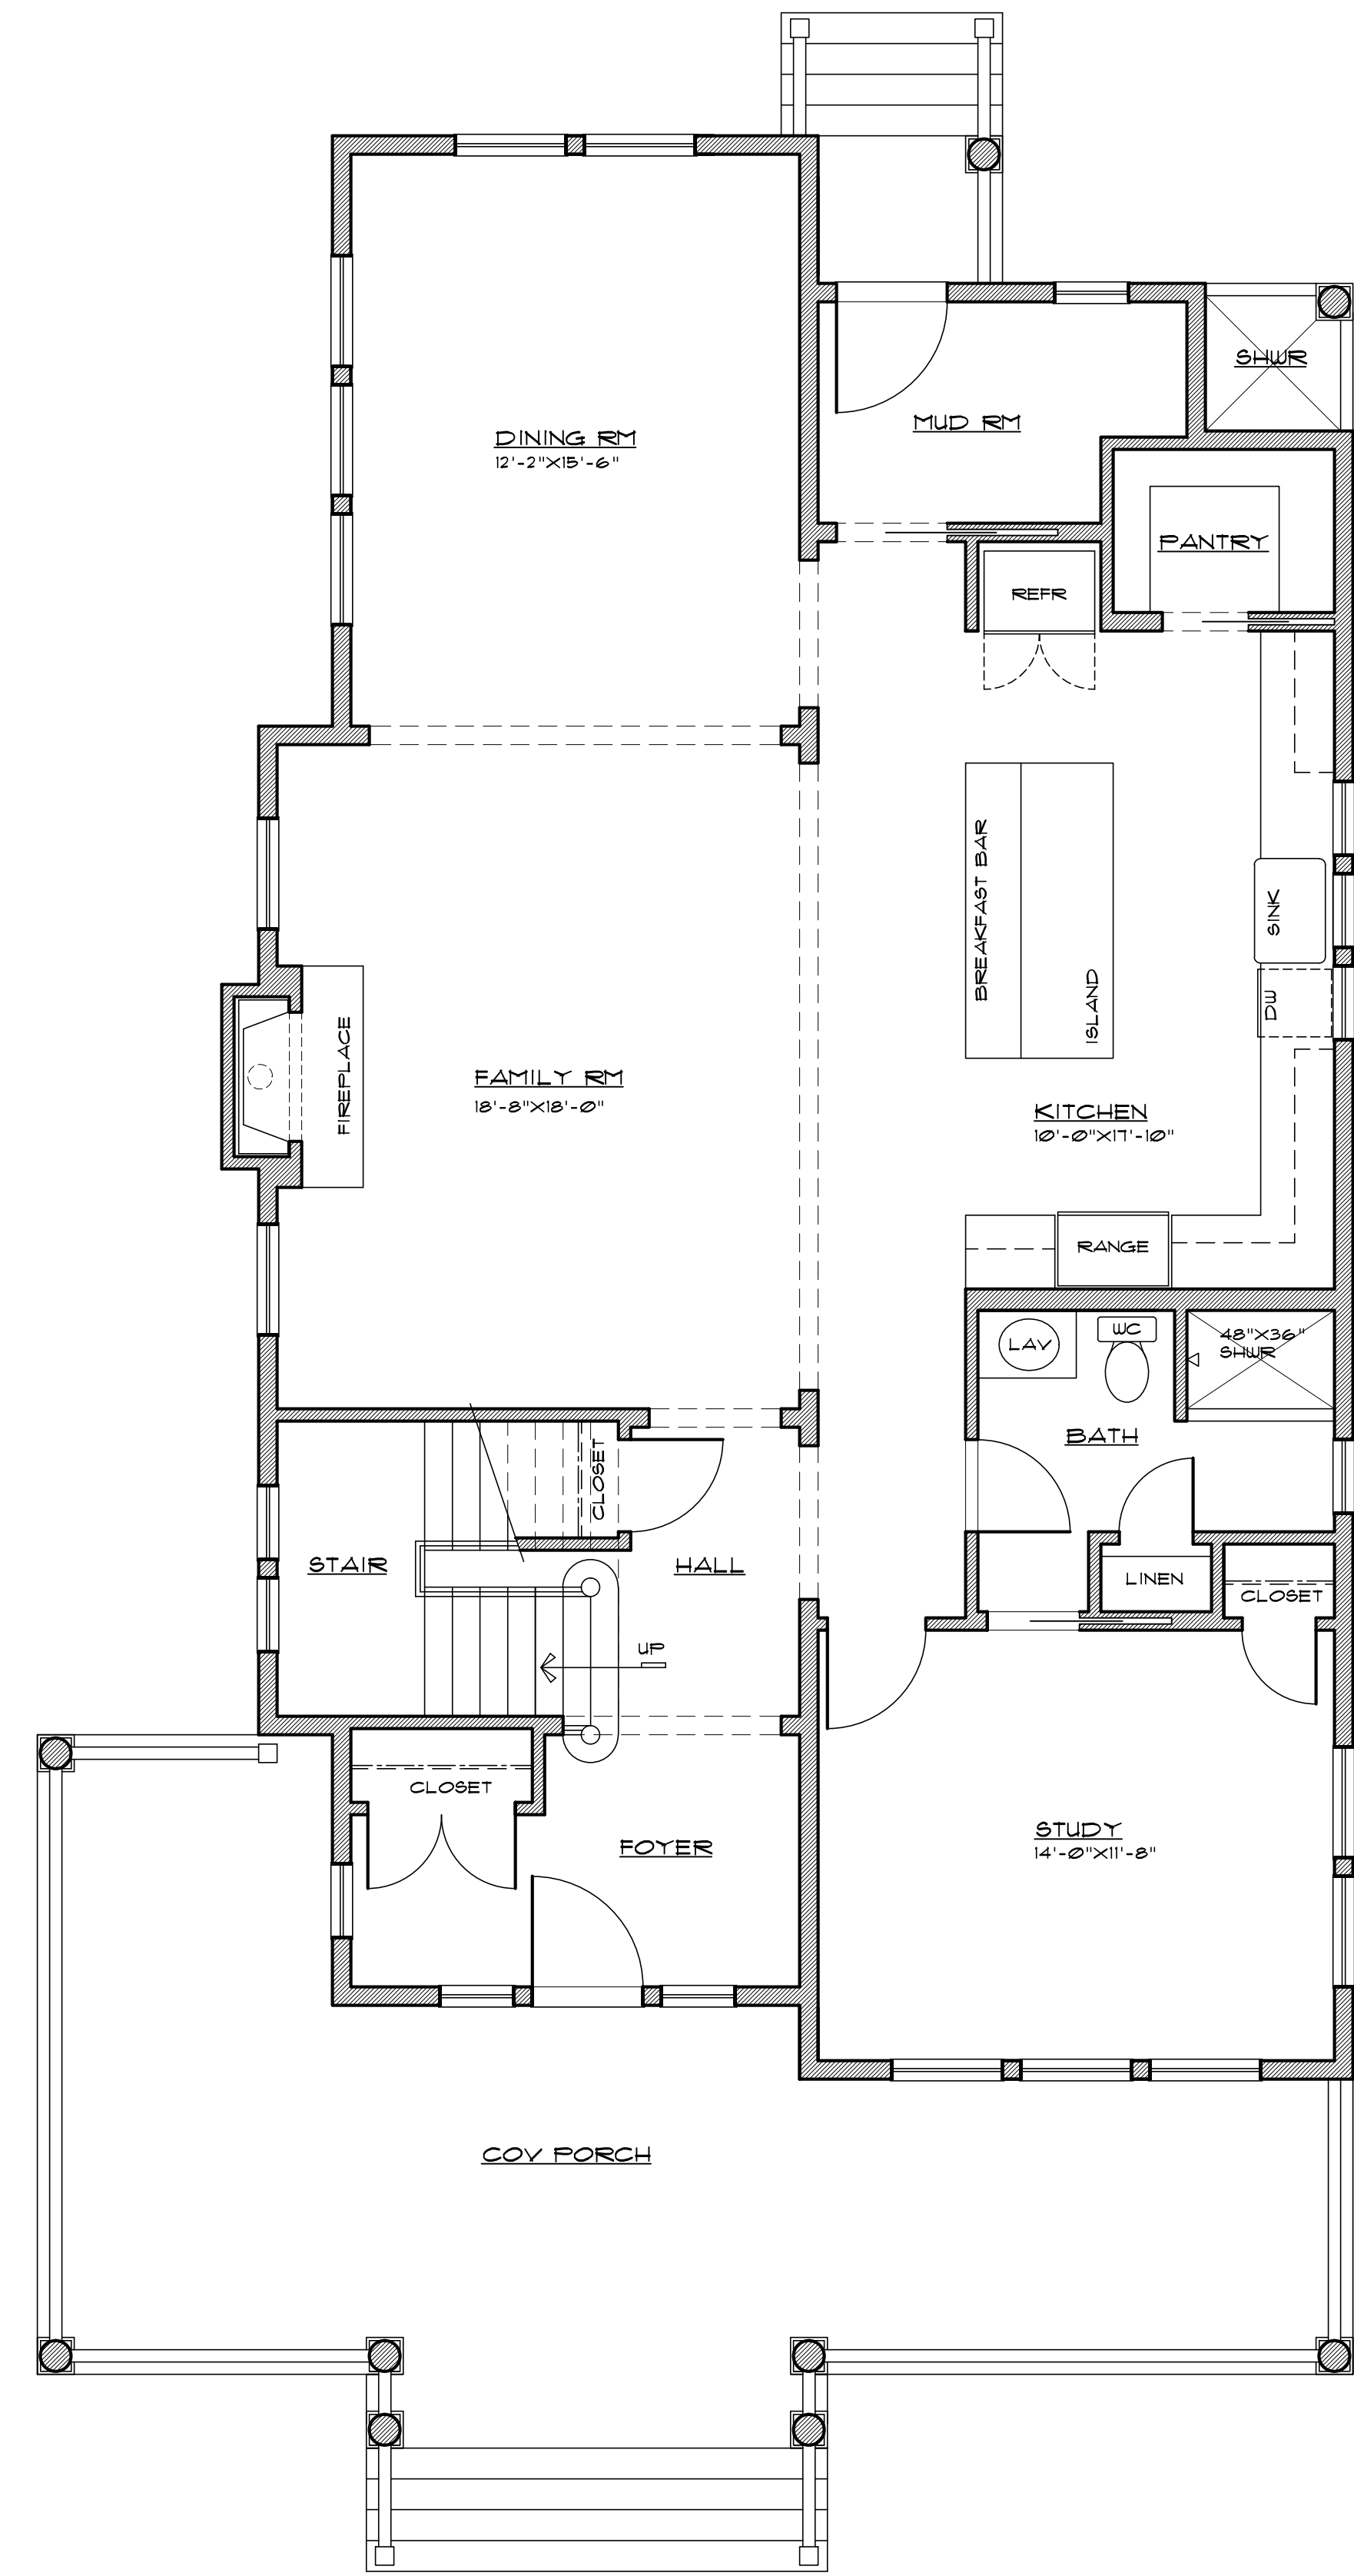 SHWR
MUD RM
DINING RM
12'-2"X15'-6"
PANTRY
REFR
BREAKFAST BAR
SINK
ISLAND
DW
FIREPLACE
FAMILY RM
18'-8"X18'-0"
KITCHEN
10'-0"X17'-10"
RANGE
LAV
WC
48"X36"
SHWR
BATH
CLOSET
STAIR
HALL
LINEN
CLOSET
UP
CLOSET
FOYER
STUDY
14'-0"X11'-8"
COV PORCH